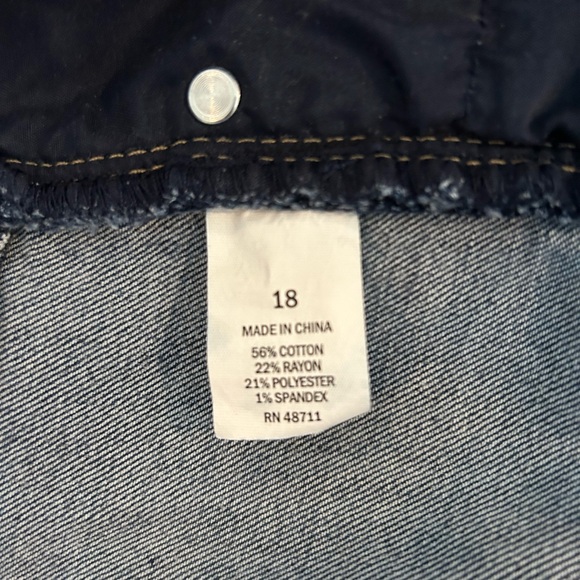 18
MADE IN CHINA
56% COTTON
22% RAYON
21% POLYESTER
1% SPANDEX
RN 48711